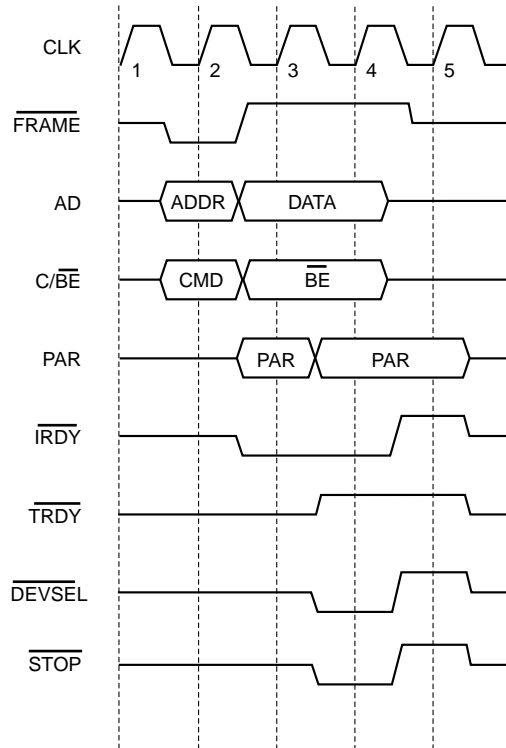 CLK 1 2 3 4 5
FRAME
AD ADDR DATA
C/BE CMD BE
PAR PAR PAR
IRDY
TRDY
DEVSEL
STOP